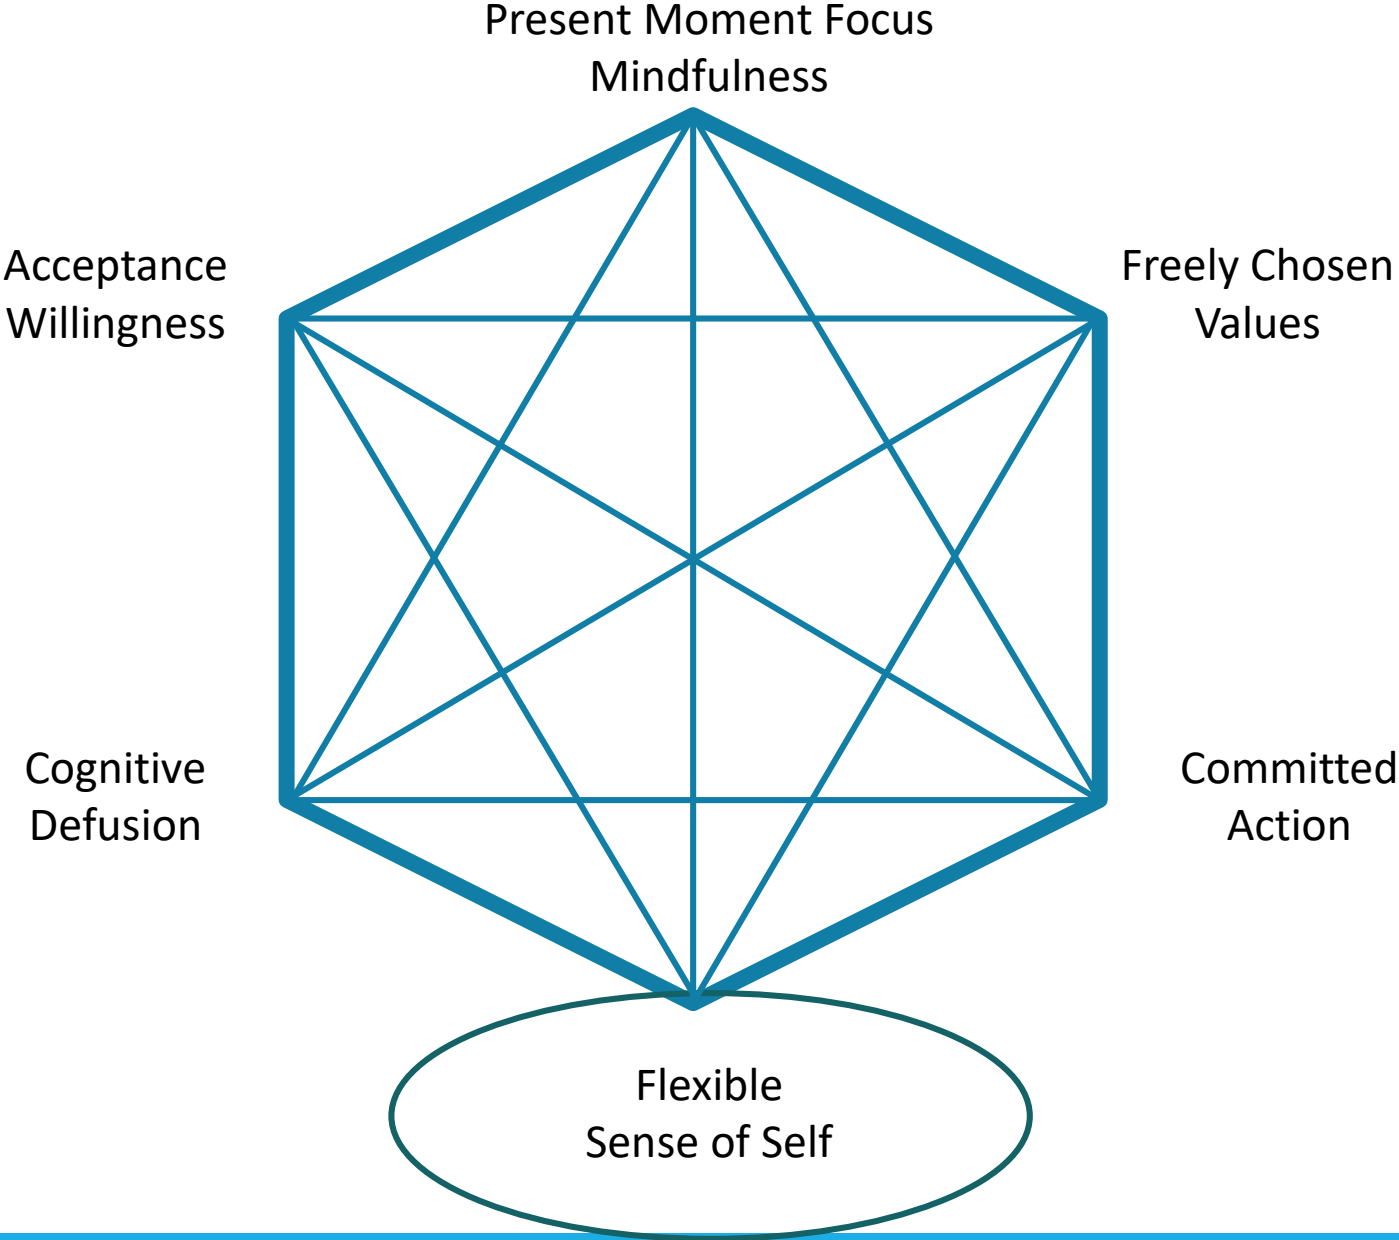 Present Moment Focus
Mindfulness
Acceptance
Willingness
Freely Chosen
Values
Cognitive
Defusion
Committed
Action
Flexible
Sense of Self